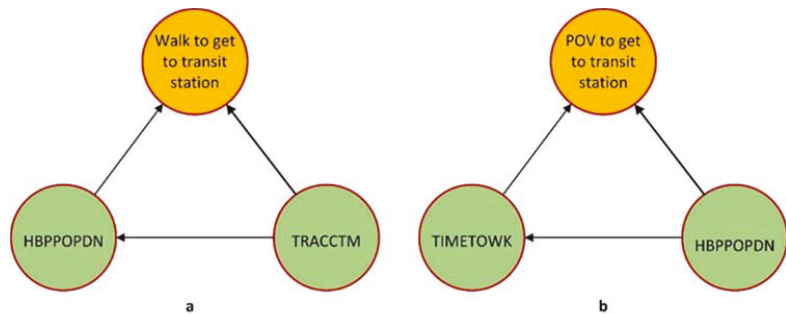 Walk to get
to transit
station
HBPPOPDN
TRACCTM
a
POV to get
to transit
station
TIMETOWK
HBPPOPDN
b